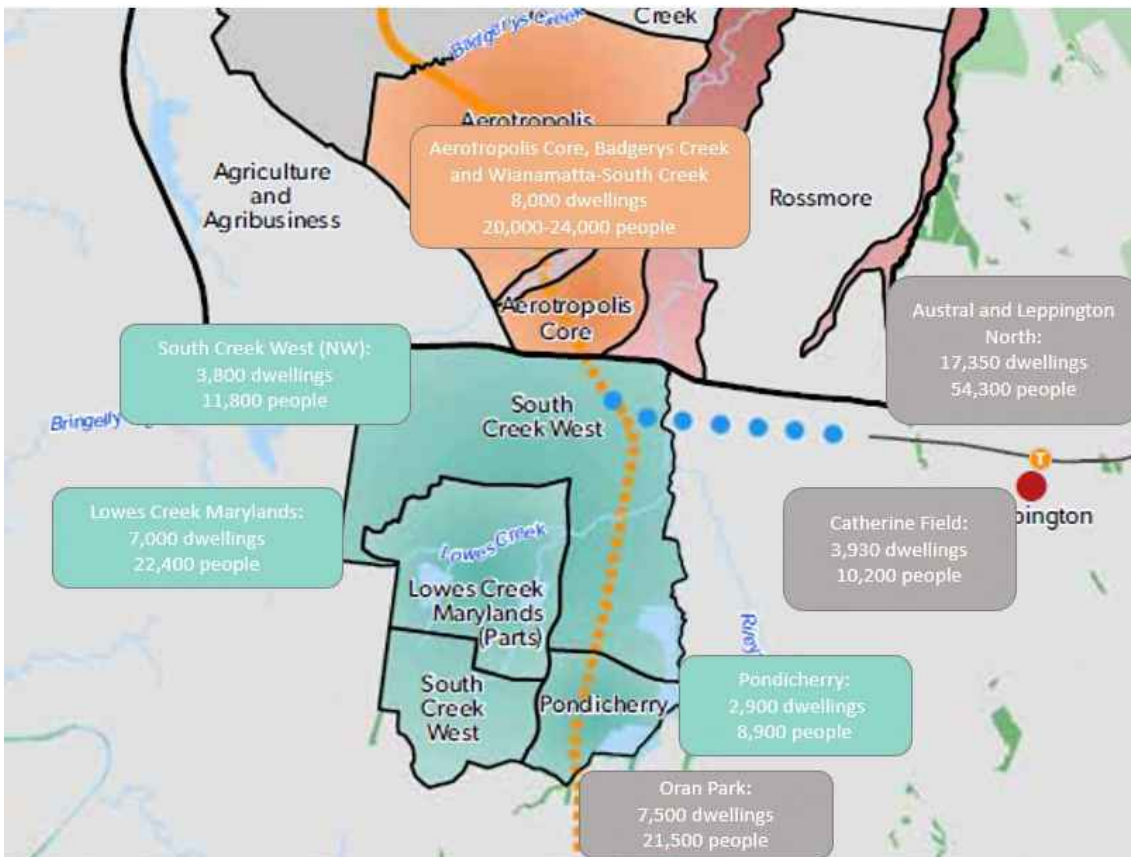 Creek
Badgerys Creek
Aerotropolis
Aerotropolis Core, Badgerys Creek
and Wianamatta-South Creek
8,000 dwellings
20,000-24,000 people
Agriculture
and
Agribusiness
Rossmore
Aerotropolis
Core
Austral and Leppington
North:
17,350 dwellings
54,300 people
South Creek West (NW):
3,800 dwellings
11,800 people
Bringelly
South
Creek West
T
Lowes Creek Marylands:
7,000 dwellings
22,400 people
pington
Catherine Field:
3,930 dwellings
10,200 people
Lowes Creek
Lowes Creek
Marylands
(Parts)
South
Creek
West
Pondicherry
Pondicherry:
2,900 dwellings
8,900 people
Oran Park:
7,500 dwellings
21,500 people